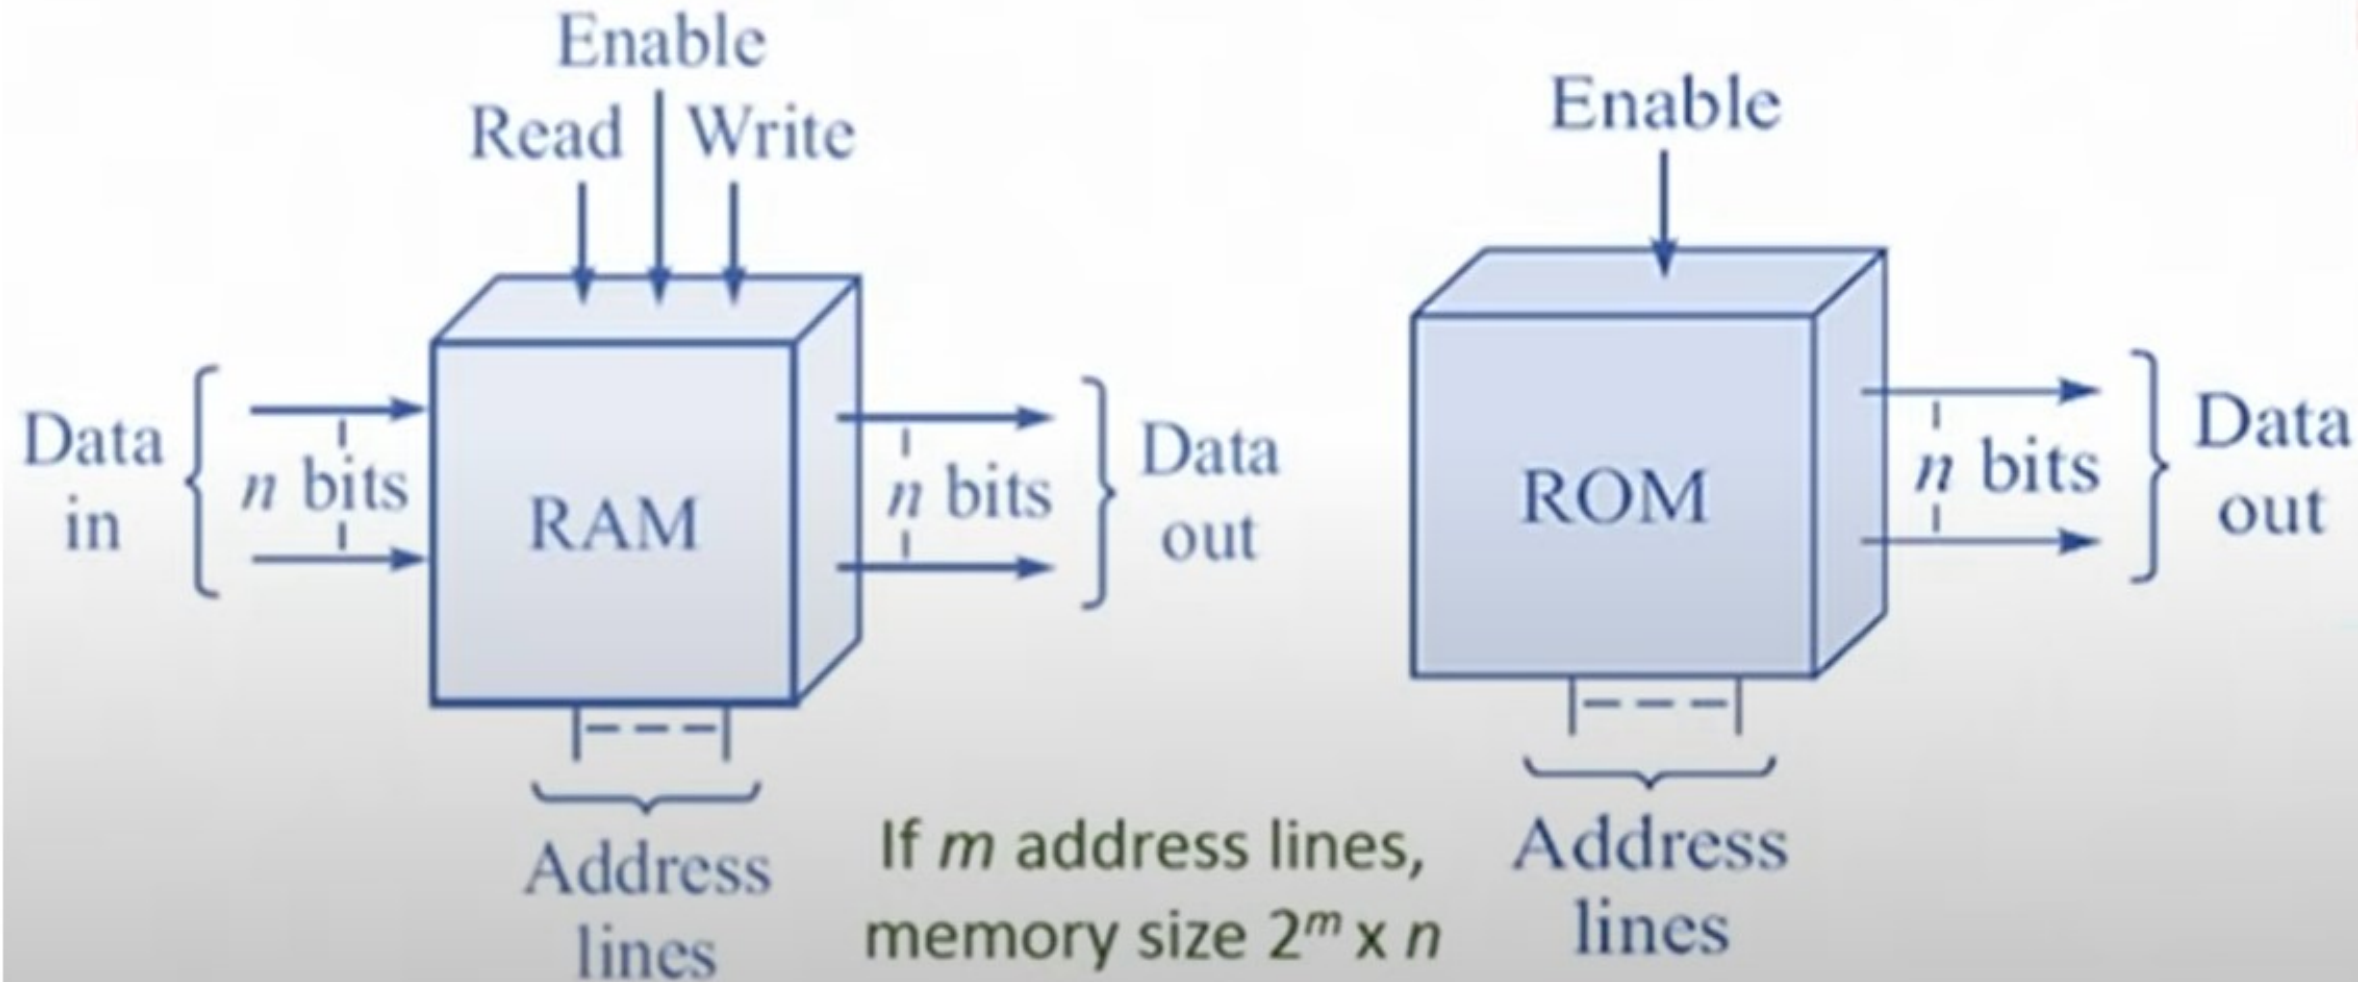 Enable
Read Write
Data
in
n bits
RAM
n bits
Data
out
Address
lines
If m address lines,
memory size 2ᵐ x n
Enable
ROM
n bits
Data
out
Address
lines